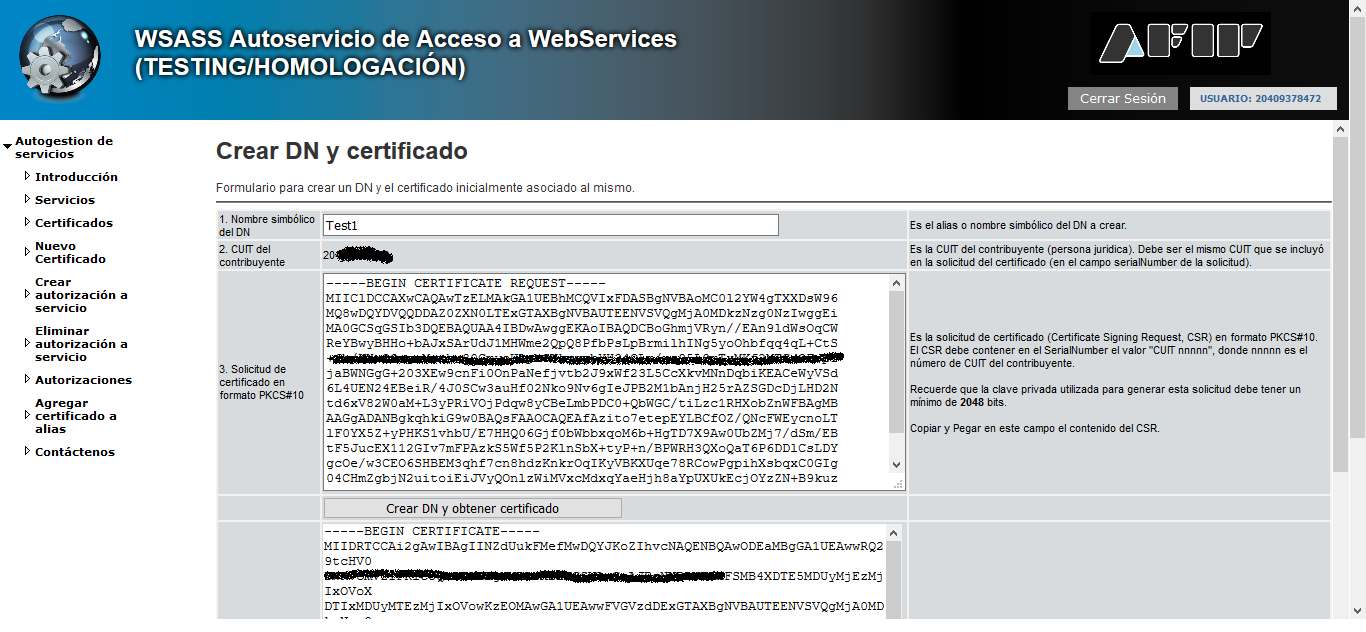 WSASS Autoservicio de Acceso a WebServices
(TESTING/HOMOLOGACIÓN)
AFIP
Cerrar Sesión
USUARIO: 20409378472
Autogestion de
servicios
Introducción
Servicios
Certificados
Nuevo
Certificado
Crear
autorización a
servicio
Eliminar
autorización a
servicio
Autorizaciones
Agregar
certificado a
alias
Contáctenos
Crear DN y certificado
Formulario para crear un DN y el certificado inicialmente asociado al mismo.
1. Nombre simbólico
del DN
Test1
Es el alias o nombre simbólico del DN a crear.
2. CUIT del
contribuyente
20
Es la CUIT del contribuyente (persona juridica). Debe ser el mismo CUIT que se incluyó
en la solicitud del certificado (en el campo serialNumber de la solicitud).
3. Solicitud de
certificado en
formato PKCS#10
-----BEGIN CERTIFICATE REQUEST-----
MIIClDCCAXwCAQAwTzELMAkGA1UEBhMCQVIxFDASBgNVBAoMC0l2YW4gTXXDsW96
MQ8wDQYDVQQDDAZ0ZXN0LTExGTAXBgNVBAUTEENVSVQgMjA0MDkzNzg0NzIwggEi
MA0GCSqGSIb3DQEBAQUAA4IBDwAwggEKAoIBAQDCBoGhmjVRyn//EAn9ldWsOqCW
ReYBwyBHHo+bAJxSArUdJ1MHWme2QpQ8PfbPsLpBrmilhINg5yoOhbfqq4qL+CtS
jaBWNGgG+203XEw9cnFi0OnPaNefjvtb2J9xWf23L5CcXkvMNnDqbiKEACeWyVSd
6L4UEN24EBeiR/4J0SCw3auHf02Nko9Nv6gIeJPB2M1bAnjH25rAZSGDcDjLHD2N
td6xV82W0aM+L3yPRiVOjPdqw8yCBeLmbPDC0+QbWGC/tiLzc1RHXobZnWFBAgMB
AAGgADANBgkqhkiG9w0BAQsFAAOCAQEAfAzito7etepEYLBCfOZ/QNcFWEycnoLT
lF0YX5Z+yPHKS1vhbU/E7HHQ06Gjf0bWbbxqoM6b+HgTD7X9Aw0UbZMj7/dSm/EB
tF5JucEX112GIv7mFPAzkS5Wf5P2KlnSbX+tyP+n/BPWRH3QXoQaT6P6DDlCsLDY
gcOe/w3CEO6SHBEM3qhf7cn8hdzKnkrOqIKyVBKXUqe78RCowPgpihXsbqxC0GIg
04CHmZgbjN2uitoiEiJVyQOnlzWiMVxcMdxqYaeHjh8aYpUXUkEcjOYzZN+B9kuz
Es la solicitud de certificado (Certificate Signing Request, CSR) en formato PKCS#10.
El CSR debe contener en el SerialNumber el valor "CUIT nnnnn", donde nnnnn es el
número de CUIT del contribuyente.
Recuerde que la clave privada utilizada para generar esta solicitud debe tener un
mínimo de 2048 bits.
Copiar y Pegar en este campo el contenido del CSR.
Crear DN y obtener certificado
-----BEGIN CERTIFICATE-----
MIIDRTCCAi2gAwIBAgIINZdUukFMefMwDQYJKoZIhvcNAQENBQAwODEaMBgGA1UEAwwRQ2
9tcHV0
FSMB4XDTE5MDUyMjEzMj
IxOVoX
DTIxMDUyMTEzMjIxOVowKzEOMAwGA1UEAwwFVGVzdDExGTAXBgNVBAUTEENVSVQgMjA0MD